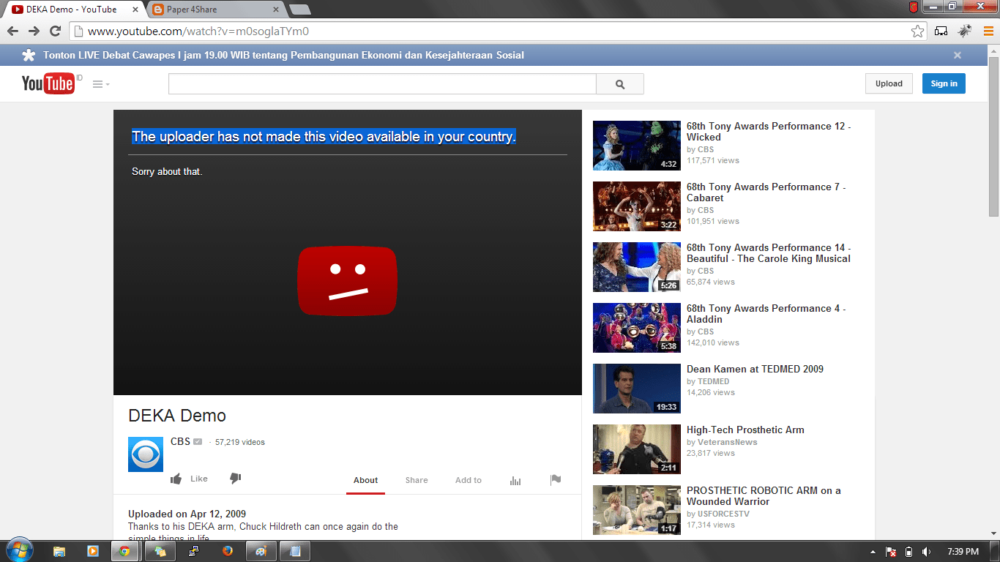 DEKA Demo - YouTube
Paper 4Share
www.youtube.com/watch?v=m0soglaTYm0
Tonton LIVE Debat Cawapes I jam 19.00 WIB tentang Pembangunan Ekonomi dan Kesejahteraan Sosial
YouTube ID
Upload
Sign in
The uploader has not made this video available in your country.
Sorry about that.
DEKA Demo
CBS · 57,219 videos
Like
About
Share
Add to
Uploaded on Apr 12, 2009
Thanks to his DEKA arm, Chuck Hildreth can once again do the
simple things in life
68th Tony Awards Performance 12 -
Wicked
by CBS
117,571 views
4:32
68th Tony Awards Performance 7 -
Cabaret
by CBS
101,951 views
3:22
68th Tony Awards Performance 14 -
Beautiful - The Carole King Musical
by CBS
65,874 views
5:26
68th Tony Awards Performance 4 -
Aladdin
by CBS
142,010 views
5:38
Dean Kamen at TEDMED 2009
by TEDMED
14,206 views
19:33
High-Tech Prosthetic Arm
by VeteransNews
23,817 views
2:11
PROSTHETIC ROBOTIC ARM on a
Wounded Warrior
by USFORCESTV
17,314 views
1:17
7:39 PM